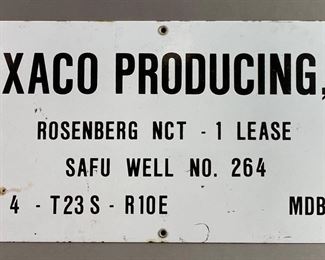 XACO PRODUCING,
ROSENBERG NCT - 1 LEASE
SAFU WELL NO. 264
4 - T23S - R10E MDB